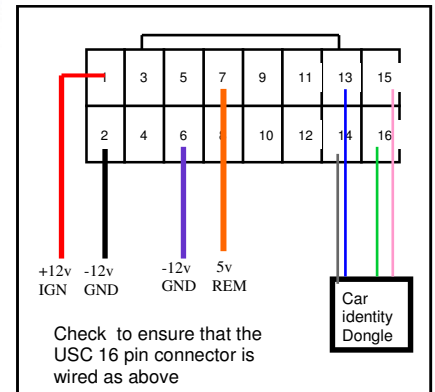 1 3 5 7 9 11 13 15
2 4 6 8 10 12 14 16
+12v -12v -12v 5v
IGN GND GND REM
Car
identity
Dongle
Check to ensure that the
USC 16 pin connector is
wired as above